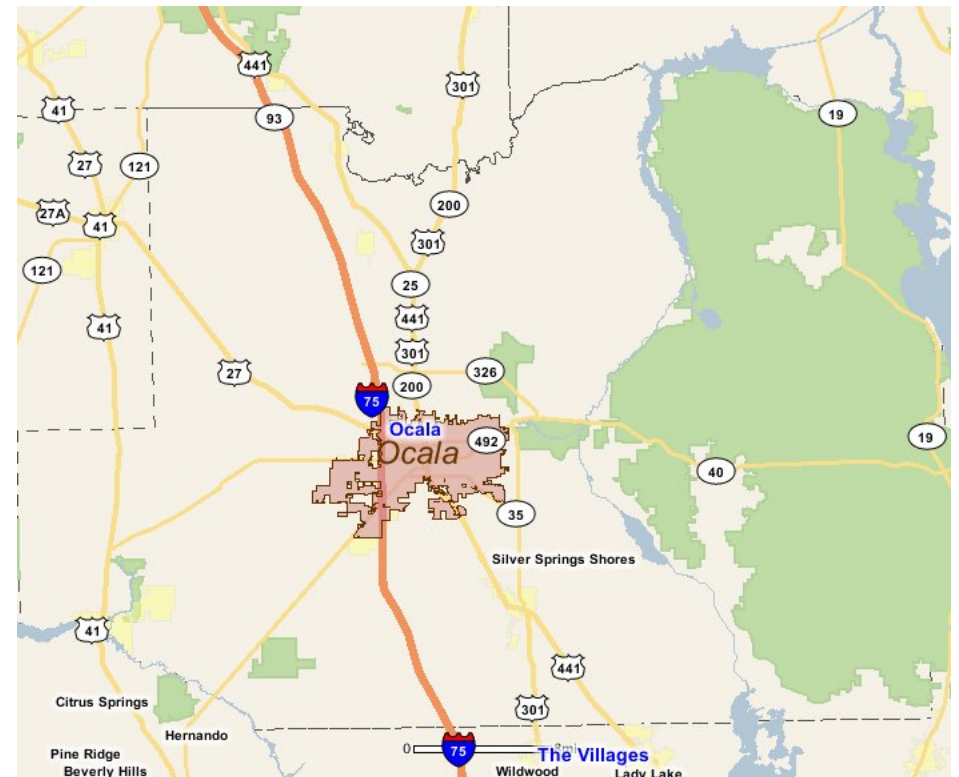 441
301
41
93
19
27
121
200
27A
41
301
121
25
441
41
301
326
27
200
75
Ocala
Ocala
492
19
40
35
Silver Springs Shores
41
441
Citrus Springs
301
Hernando
0 8mi
75
The Villages
Pine Ridge
Beverly Hills
Wildwood
Lady Lake